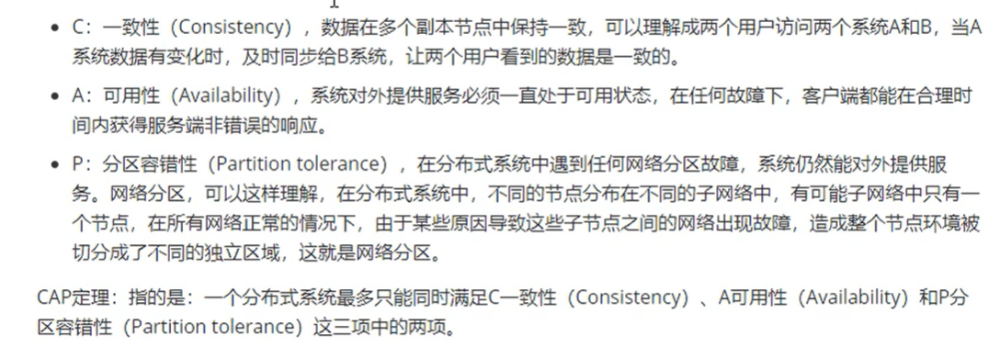 • C：一致性（Consistency），数据在多个副本节点中保持一致，可以理解成两个用户访问两个系统A和B，当A
系统数据有变化时，及时同步给B系统，让两个用户看到的数据是一致的。
• A：可用性（Availability），系统对外提供服务必须一直处于可用状态，在任何故障下，客户端都能在合理时
间内获得服务端非错误的响应。
• P：分区容错性（Partition tolerance），在分布式系统中遇到任何网络分区故障，系统仍然能对外提供服
务。网络分区，可以这样理解，在分布式系统中，不同的节点分布在不同的子网络中，有可能子网络中只有一
个节点，在所有网络正常的情况下，由于某些原因导致这些子节点之间的网络出现故障，造成整个节点环境被
切分成了不同的独立区域，这就是网络分区。
CAP定理：指的是：一个分布式系统最多只能同时满足C一致性（Consistency）、A可用性（Availability）和P分
区容错性（Partition tolerance）这三项中的两项。